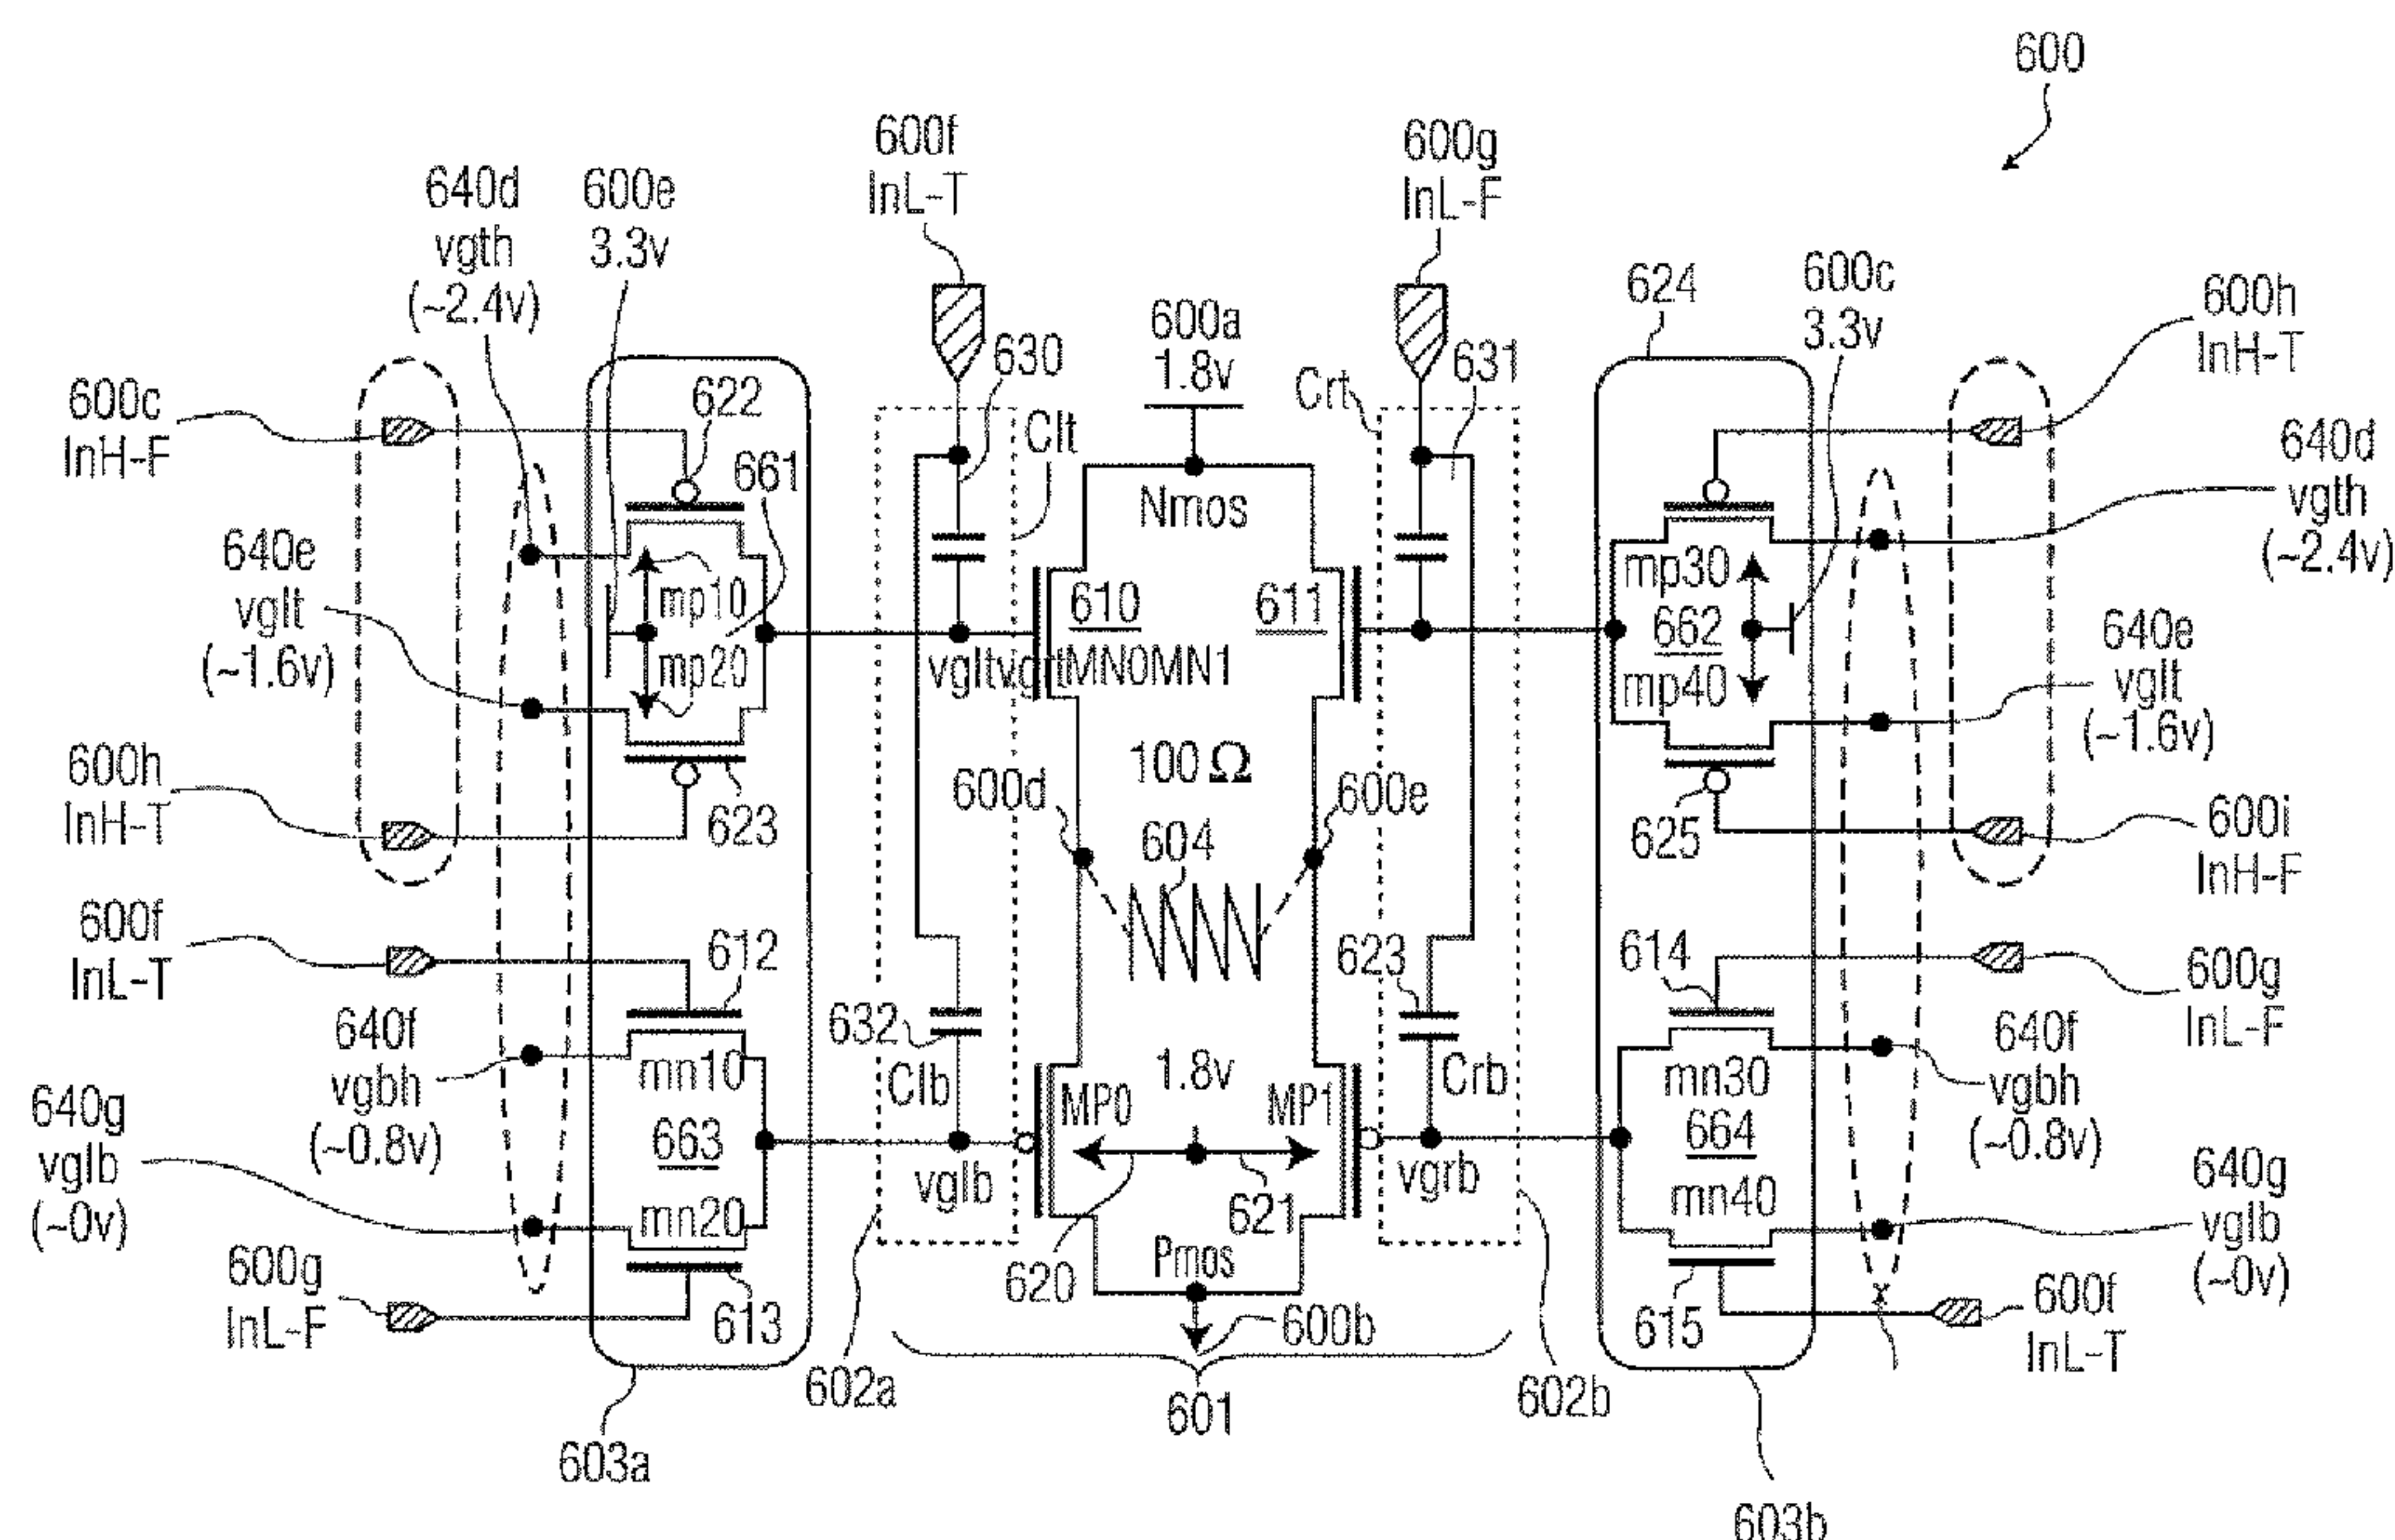 600
600f
InL-T
600g
InL-F
640d
vgth
(~2.4v)
600e
3.3v
624
600c
3.3v
600h
InH-T
600a
1.8v
630
631
Crt
Clt
600c
InH-F
622
661
Nmos
640d
vgth
(~2.4v)
640e
vglt
(~1.6v)
mp10
mp20
610
611
vgltvgrtMN0MN1
mp30
662
mp40
640e
vglt
(~1.6v)
600h
InH-T
623
100 Ω
600d
600e
604
625
600i
InH-F
600f
InL-T
612
623
614
600g
InL-F
640f
vgbh
(~0.8v)
mn10
663
mn20
632
Clb
MP0
1.8v
MP1
Crb
mn30
664
mn40
640f
vgbh
(~0.8v)
640g
vglb
(~0v)
vglb
vgrb
620
621
Pmos
640g
vglb
(~0v)
600g
InL-F
613
600b
615
600f
InL-T
602a
601
602b
603a
603b